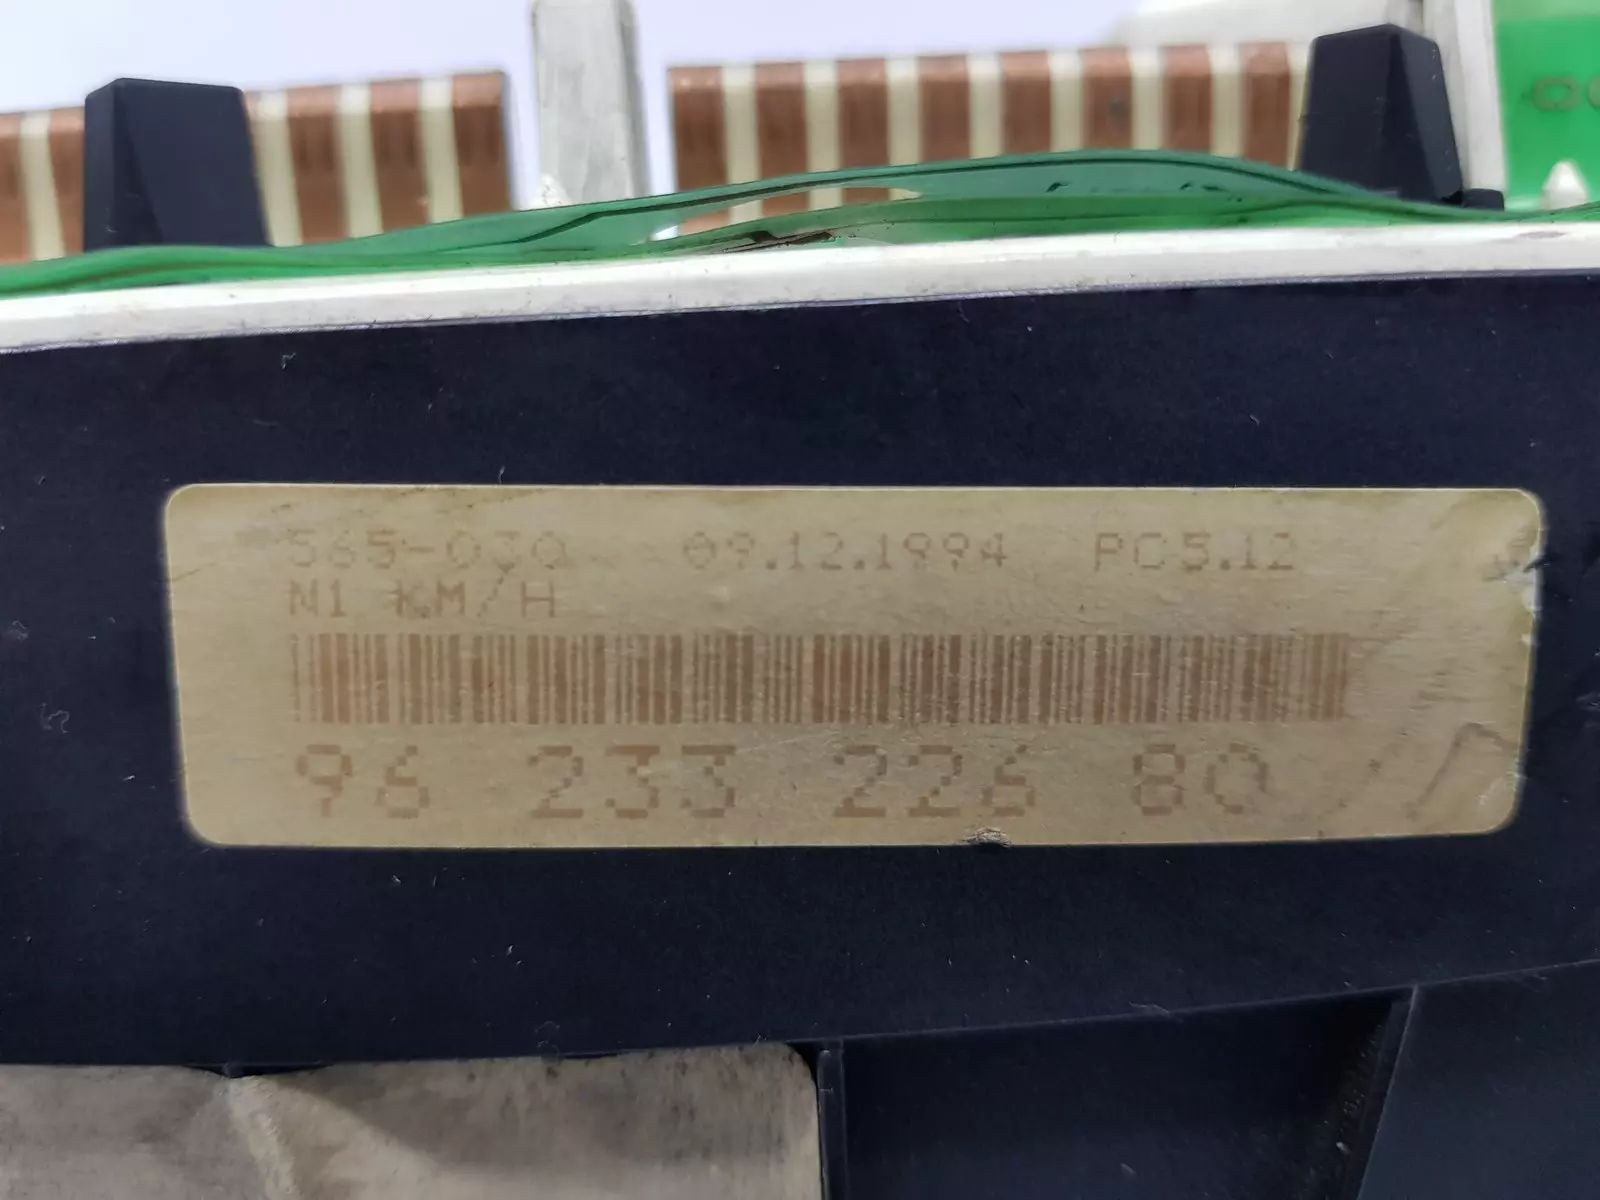 565-030 09.12.1994 PC5.12
N1 KM/H
96 233 226 80